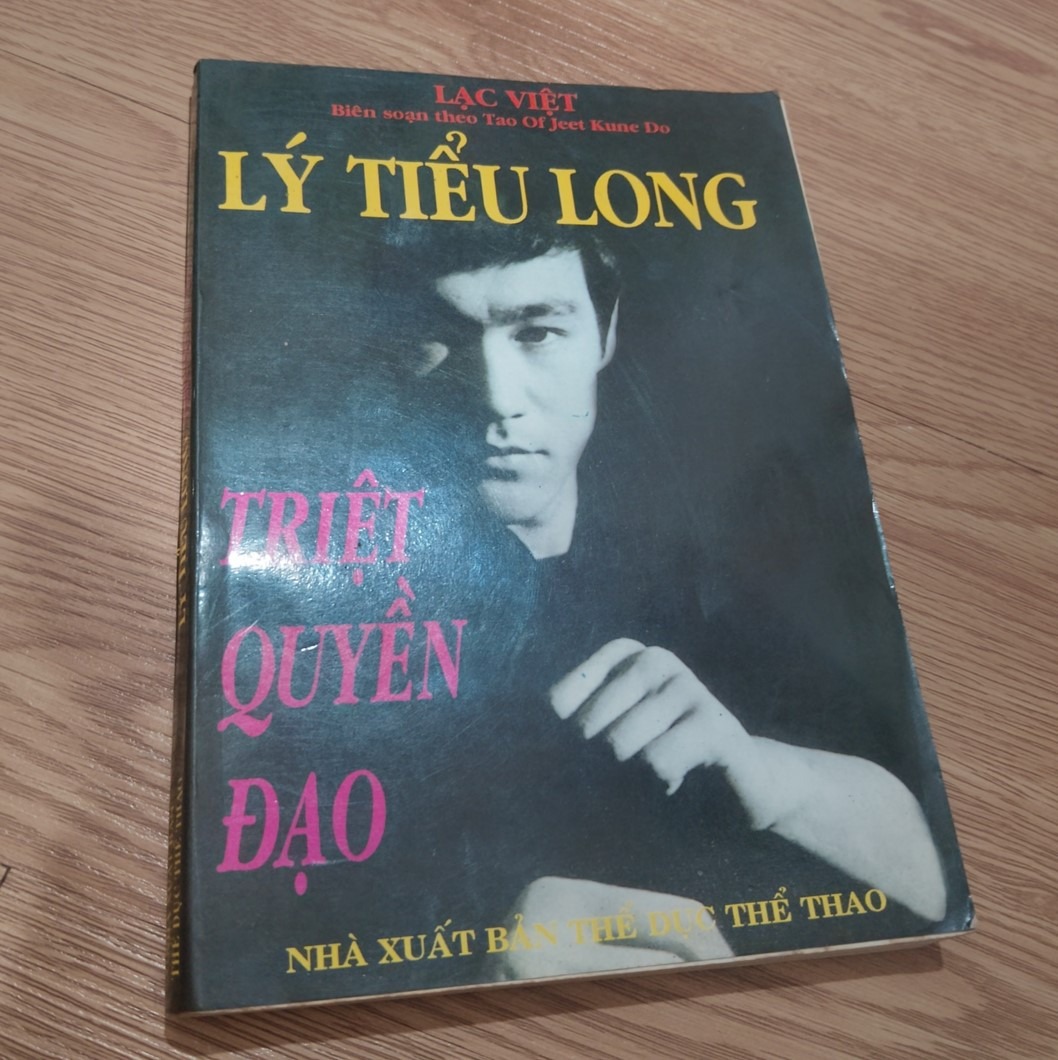 LẠC VIỆT
Biên soạn theo Tao Of Jeet Kune Do
LÝ TIỂU LONG
TRIỆT
QUYỀN
ĐẠO
NHÀ XUẤT BẢN THỂ DỤC THỂ THAO